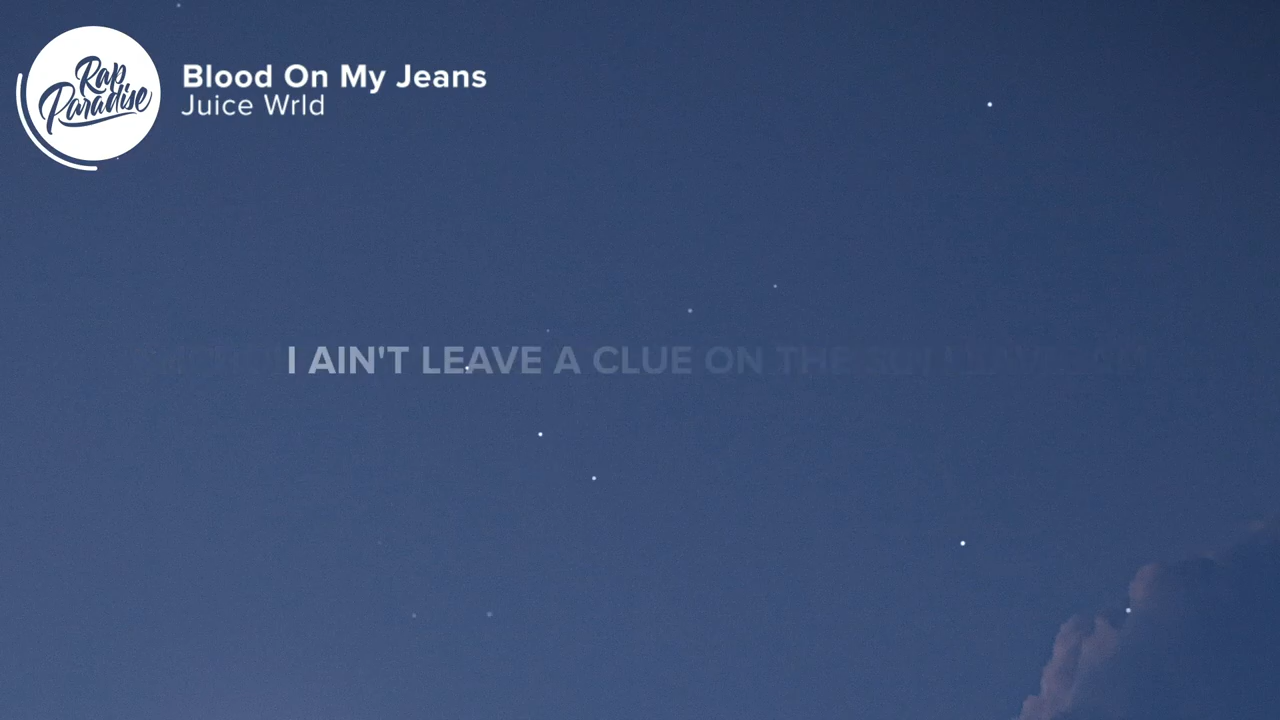 Rap
Paradise
Blood On My Jeans
Juice Wrld
I AIN'T LEAVE A CLUE ON THE